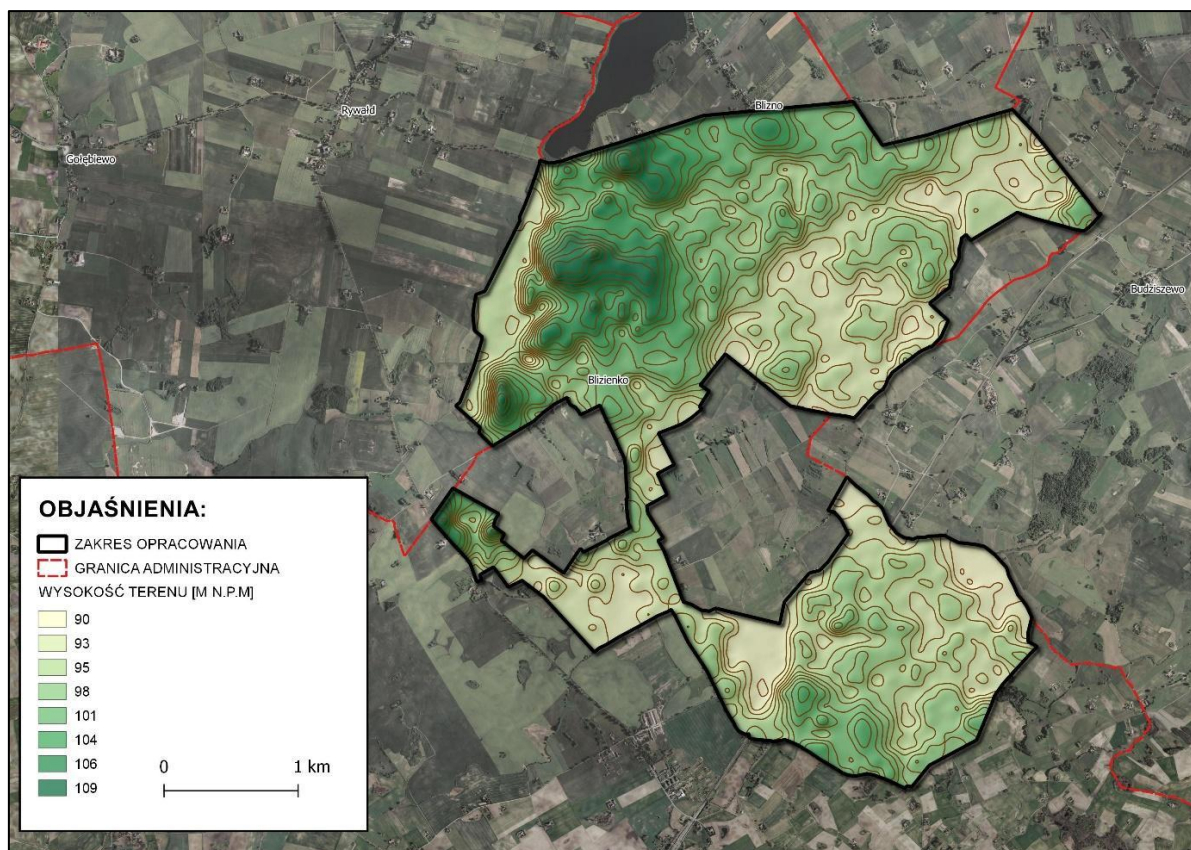 Blizno
Rywałd
Gołębiewo
Budziszewo
Blizienko
OBJAŚNIENIA:
ZAKRES OPRACOWANIA
GRANICA ADMINISTRACYJNA
WYSOKOŚĆ TERENU [M N.P.M]
90
93
95
98
101
104
106
109
0 1 km